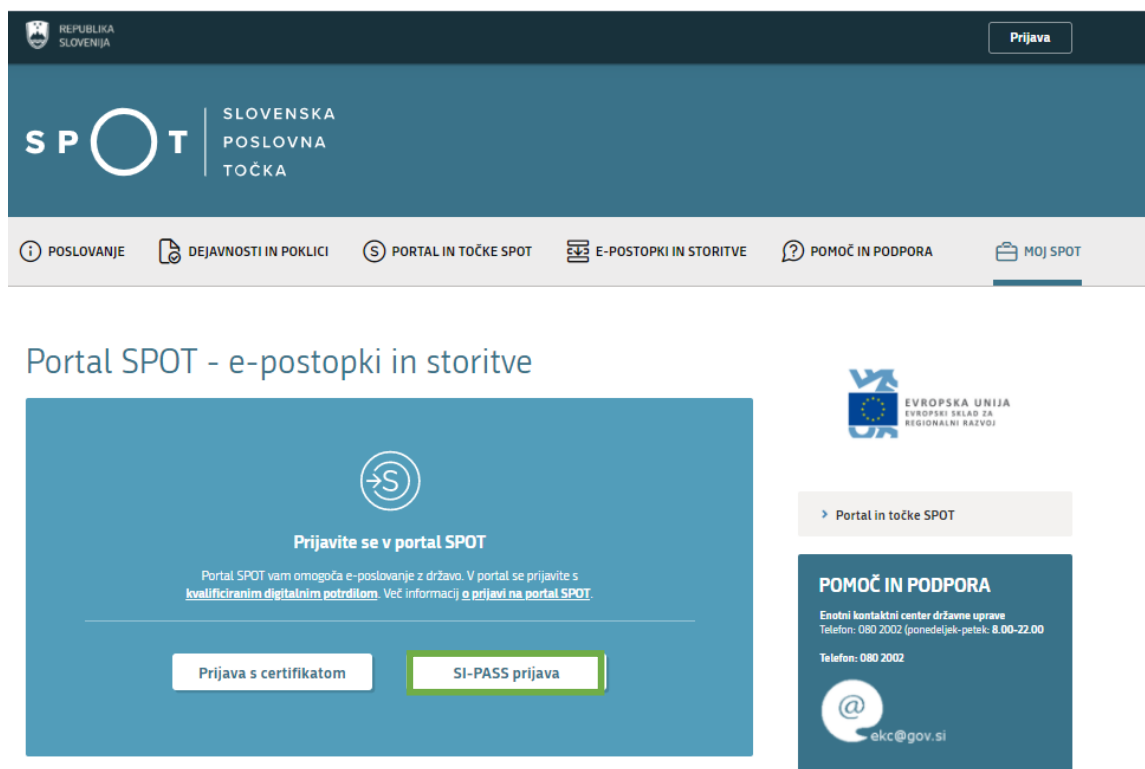 REPUBLIKA
SLOVENIJA
Prijava
SPOT
SLOVENSKA
POSLOVNA
TOČKA
POSLOVANJE
DEJAVNOSTI IN POKLICI
PORTAL IN TOČKE SPOT
E-POSTOPKI IN STORITVE
POMOČ IN PODPORA
MOJ SPOT
Portal SPOT - e-postopki in storitve
Prijavite se v portal SPOT
Portal SPOT vam omogoča e-poslovanje z državo. V portal se prijavite s
kvalificiranim digitalnim potrdilom. Več informacij o prijavi na portal SPOT.
Prijava s certifikatom
SI-PASS prijava
EVROPSKA UNIJA
EVROPSKI SKLAD ZA
REGIONALNI RAZVOJ
Portal in točke SPOT
POMOČ IN PODPORA
Enotni kontaktni center državne uprave
Telefon: 080 2002 (ponedeljek-petek: 8.00-22.00
Telefon: 080 2002
@
ekc@gov.si